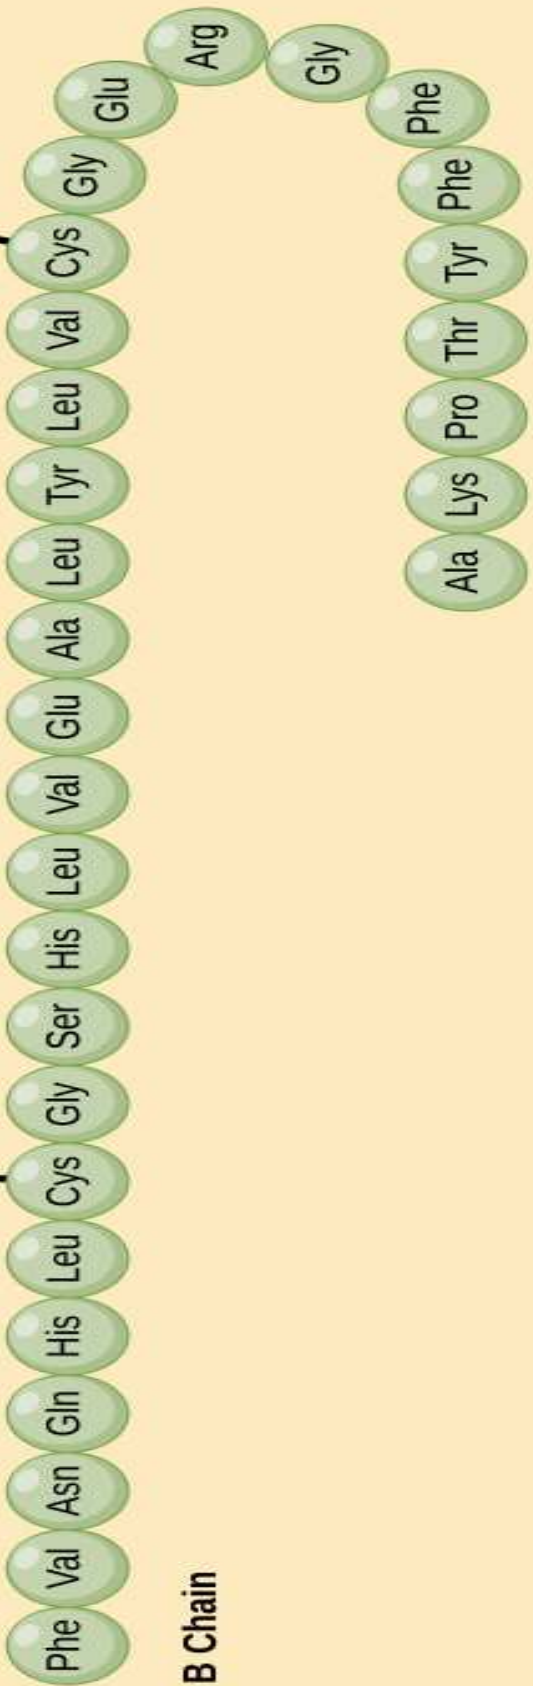 Phe Val Asn Gln His Leu Cys Gly Ser His Leu Val Glu Ala Leu Tyr Leu Val Cys Gly Glu Arg Gly Phe Phe Tyr Thr Pro Lys Ala
B Chain